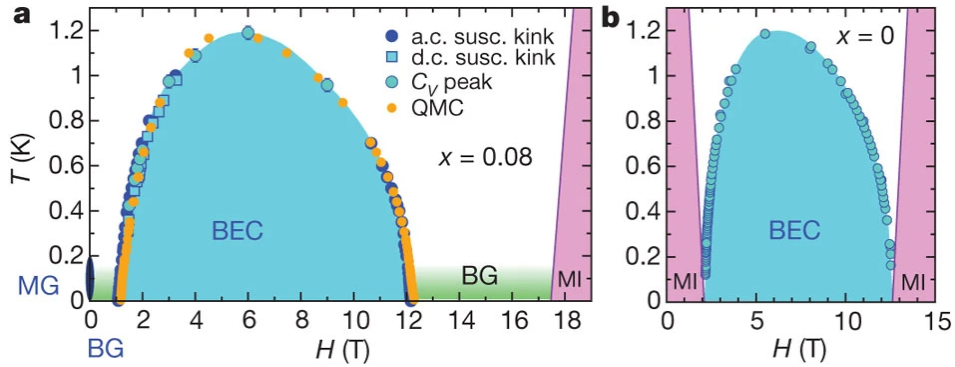 a
T (K)
1.2
1
0.8
0.6
0.4
0.2
0
a.c. susc. kink
d.c. susc. kink
CV peak
QMC
x = 0.08
BEC
BG
MI
MG
0 2 4 6 8 10 12 14 16 18
BG
H (T)
b
1.2
1
0.8
0.6
0.4
0.2
0
x = 0
BEC
MI
MI
0 5 10 15
H (T)